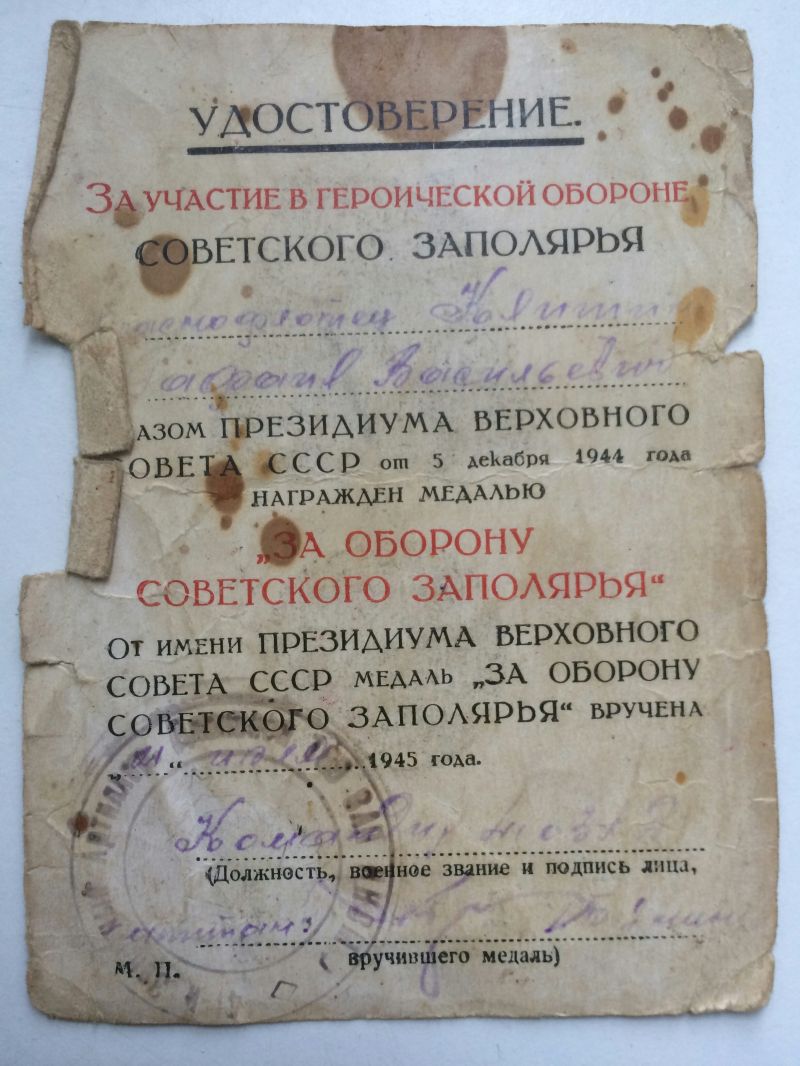 УДОСТОВЕРЕНИЕ.
ЗА УЧАСТИЕ В ГЕРОИЧЕСКОЙ ОБОРОНЕ
СОВЕТСКОГО ЗАПОЛЯРЬЯ
Васильевич
АЗОМ ПРЕЗИДИУМА ВЕРХОВНОГО
ОВЕТА СССР от 5 декабря 1944 года
НАГРАЖДЕН МЕДАЛЬЮ
„ЗА ОБОРОНУ
СОВЕТСКОГО ЗАПОЛЯРЬЯ“
ОТ ИМЕНИ ПРЕЗИДИУМА ВЕРХОВНОГО
СОВЕТА СССР МЕДАЛЬ „ЗА ОБОРОНУ
СОВЕТСКОГО ЗАПОЛЯРЬЯ“ ВРУЧЕНА
1945 года.
(Должность, военное звание и подпись лица,
вручившего медаль)
М. П.